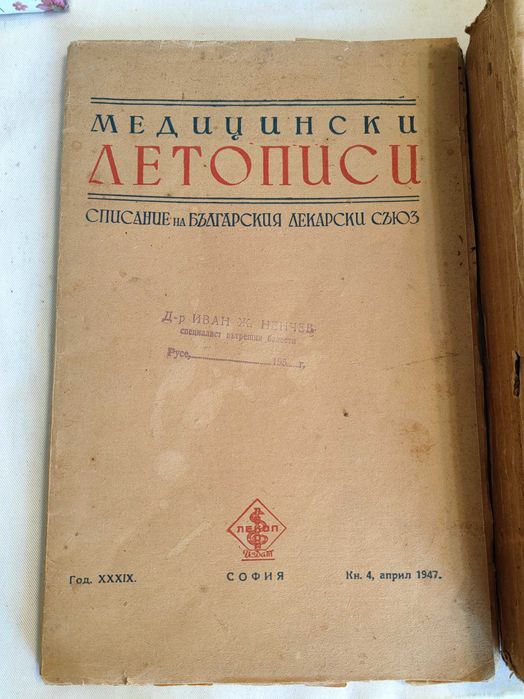 МЕДИЦИНСКИ
ЛЕТОПИСИ
СПИСАНИЕ НА БЪЛГАРСКИЯ ЛЕКАРСКИ СЪЮЗ
Д-р ИВАН Ж. НЕНЧЕВ
специалист вътрешни болести
Русе, 195 г,
ЛЕКОП
Издат
Год. XXXIX.
СОФИЯ
Кн. 4, април 1947.